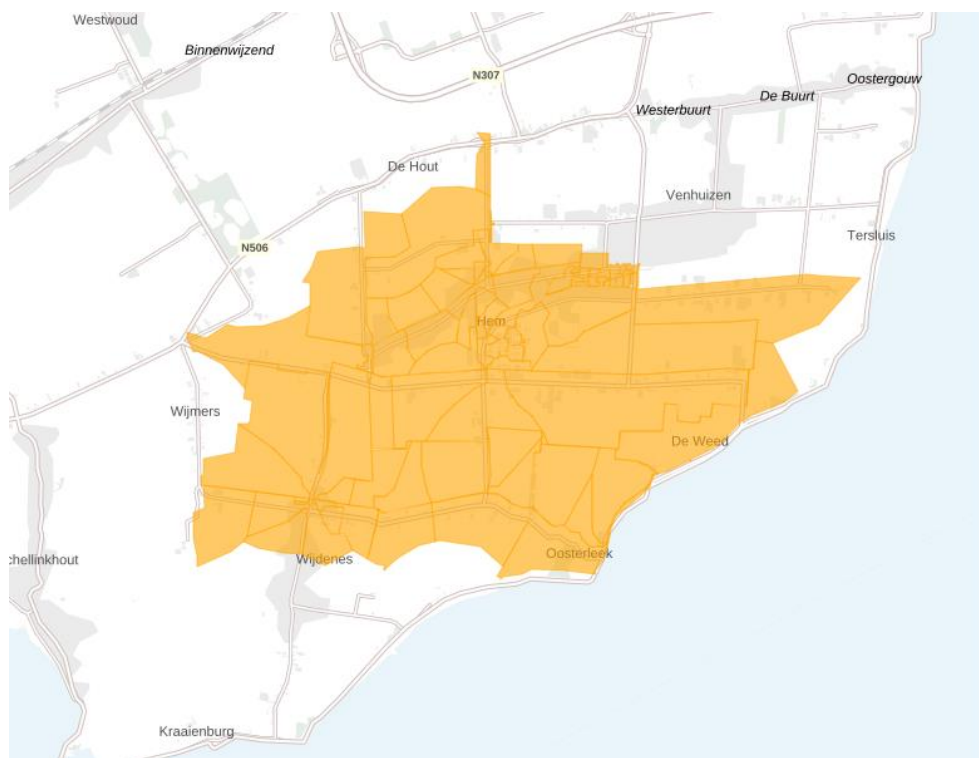 Westwoud
Binnenwijzend
N307
Oostergouw
De Buurt
Westerbuurt
De Hout
Venhuizen
Tersluis
N506
Hem
Wijmers
De Weed
Oosterleek
Wijdenes
chellinkhout
Kraaienburg